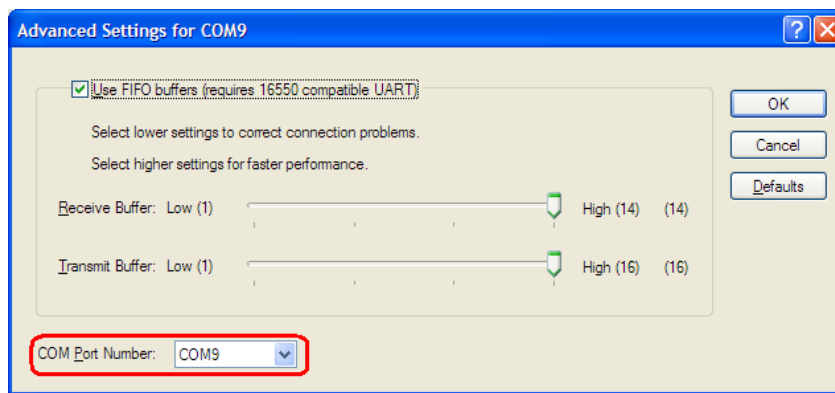 Advanced Settings for COM9
Use FIFO buffers (requires 16550 compatible UART)
OK
Select lower settings to correct connection problems.
Cancel
Select higher settings for faster performance.
Defaults
Receive Buffer: Low (1) High (14) (14)
Transmit Buffer: Low (1) High (16) (16)
COM Port Number: COM9